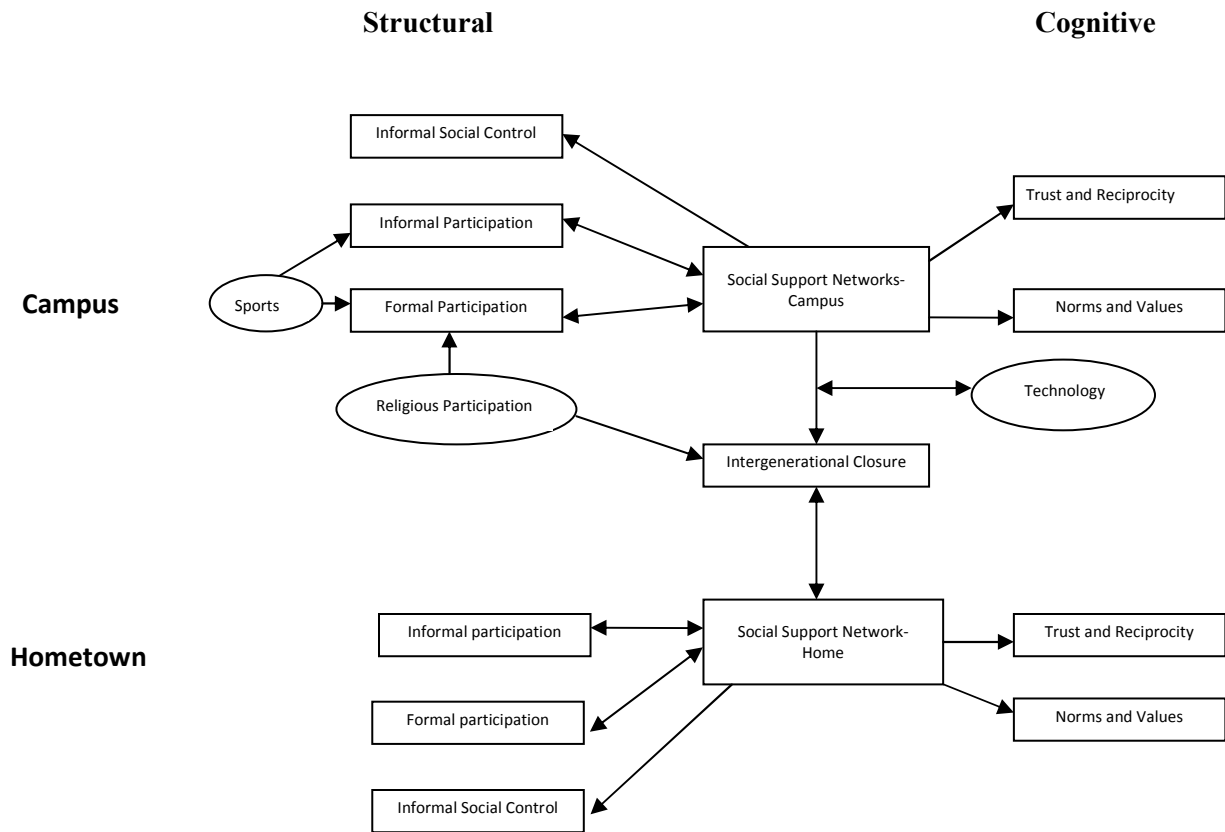 Structural
Cognitive
Informal Social Control
Trust and Reciprocity
Informal Participation
Social Support Networks-
Campus
Campus
Sports
Formal Participation
Norms and Values
Religious Participation
Technology
Intergenerational Closure
Informal participation
Social Support Network-
Home
Trust and Reciprocity
Hometown
Formal participation
Norms and Values
Informal Social Control